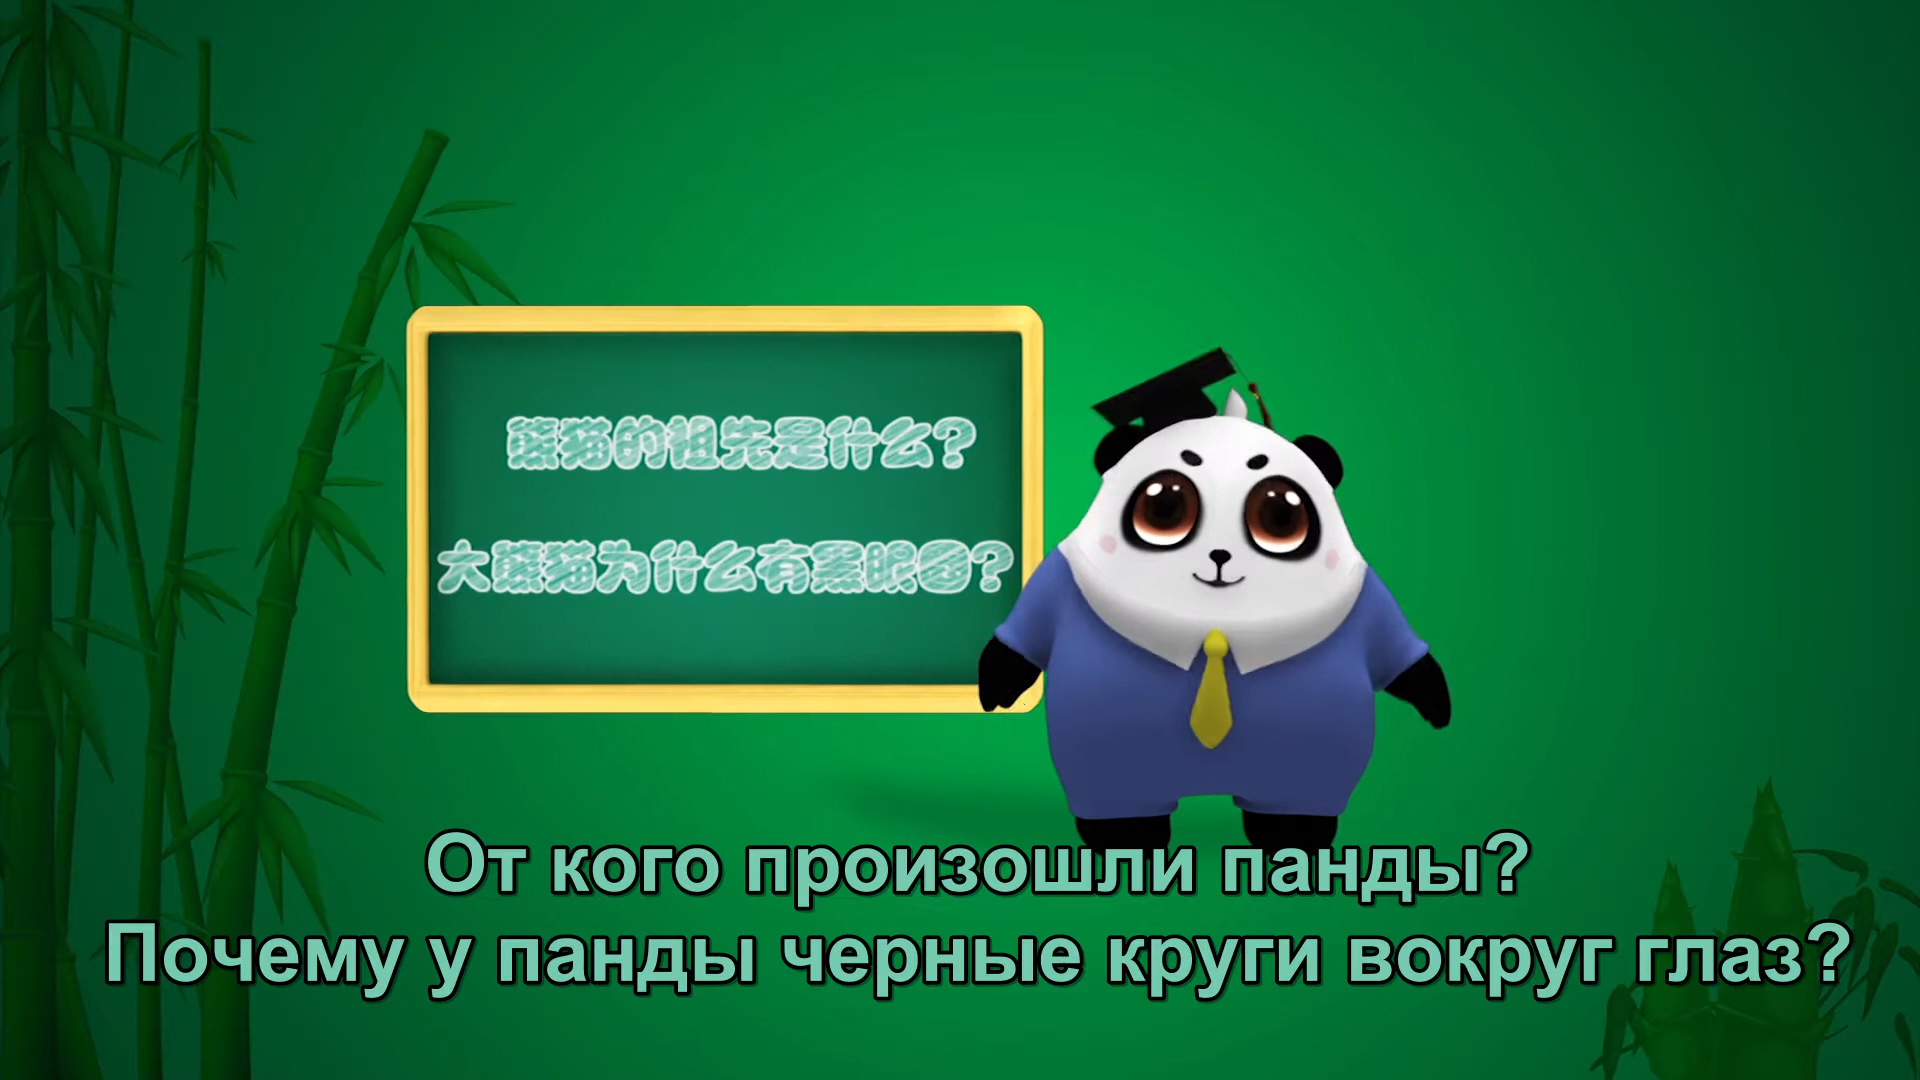 熊猫的祖先是什么?
大熊猫为什么有黑眼圈?
От кого произошли панды?
Почему у панды черные круги вокруг глаз?